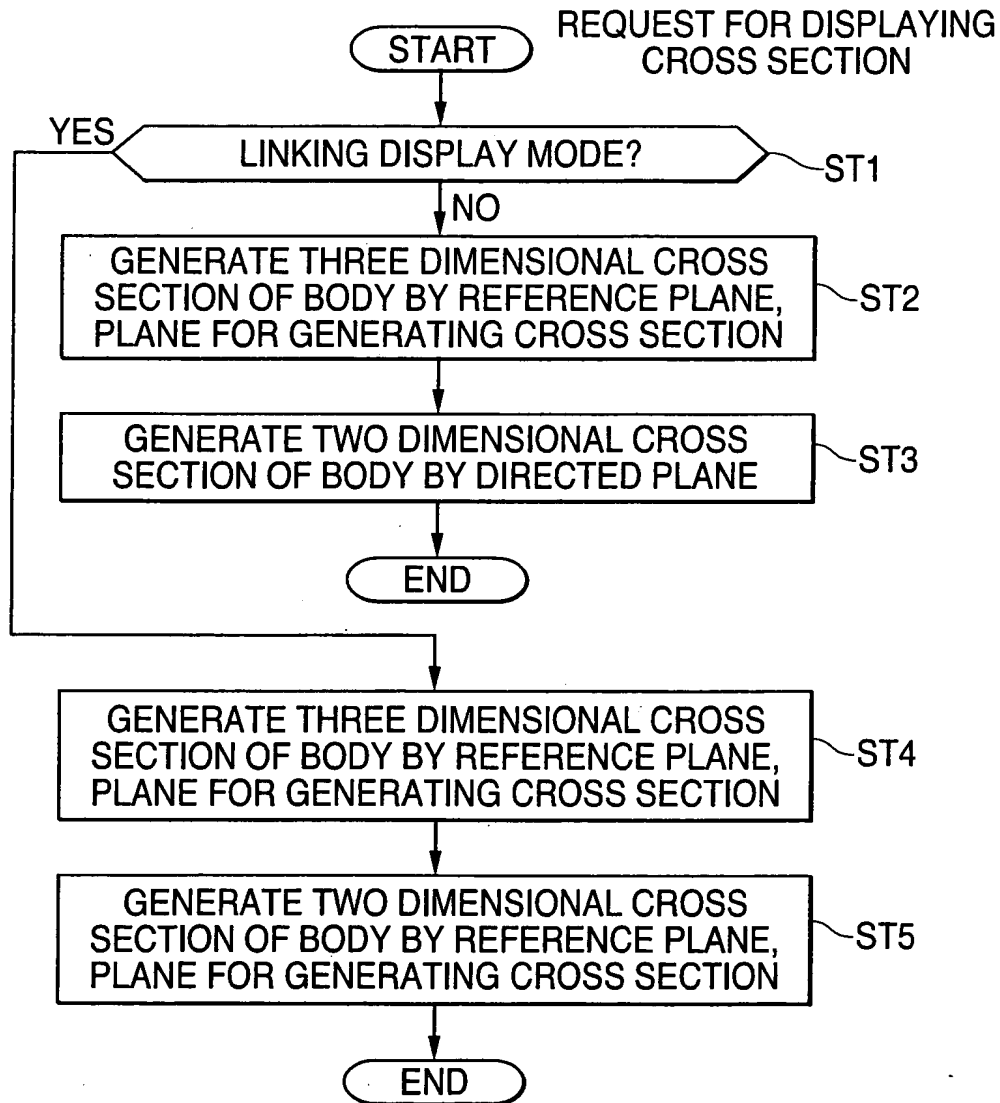 REQUEST FOR DISPLAYING
CROSS SECTION
START
YES
LINKING DISPLAY MODE?
ST1
NO
GENERATE THREE DIMENSIONAL CROSS
SECTION OF BODY BY REFERENCE PLANE,
PLANE FOR GENERATING CROSS SECTION
ST2
GENERATE TWO DIMENSIONAL CROSS
SECTION OF BODY BY DIRECTED PLANE
ST3
END
GENERATE THREE DIMENSIONAL CROSS
SECTION OF BODY BY REFERENCE PLANE,
PLANE FOR GENERATING CROSS SECTION
ST4
GENERATE TWO DIMENSIONAL CROSS
SECTION OF BODY BY REFERENCE PLANE,
PLANE FOR GENERATING CROSS SECTION
ST5
END